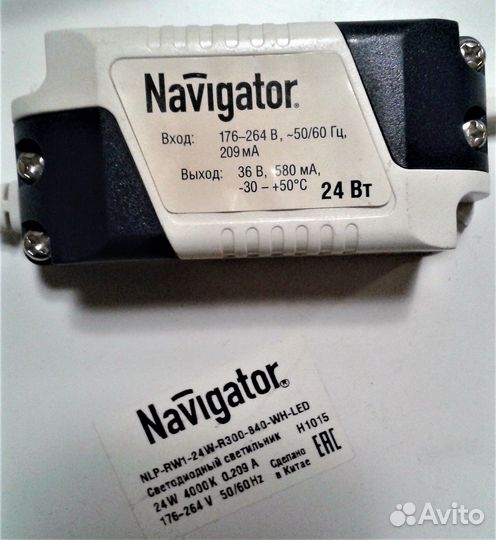 Navigator®
Вход: 176–264 В, ~50/60 Гц,
209 мА
Выход: 36 В, 580 мА,
-30 – +50°C
24 Вт
Navigator®
NLP-RW1-24W-R300-840-WH-LED
Светодиодный светильник H1015
24W 4000K 0.209 A Сделано
176-264 V 50/60Hz в Китае
EAC
Avito